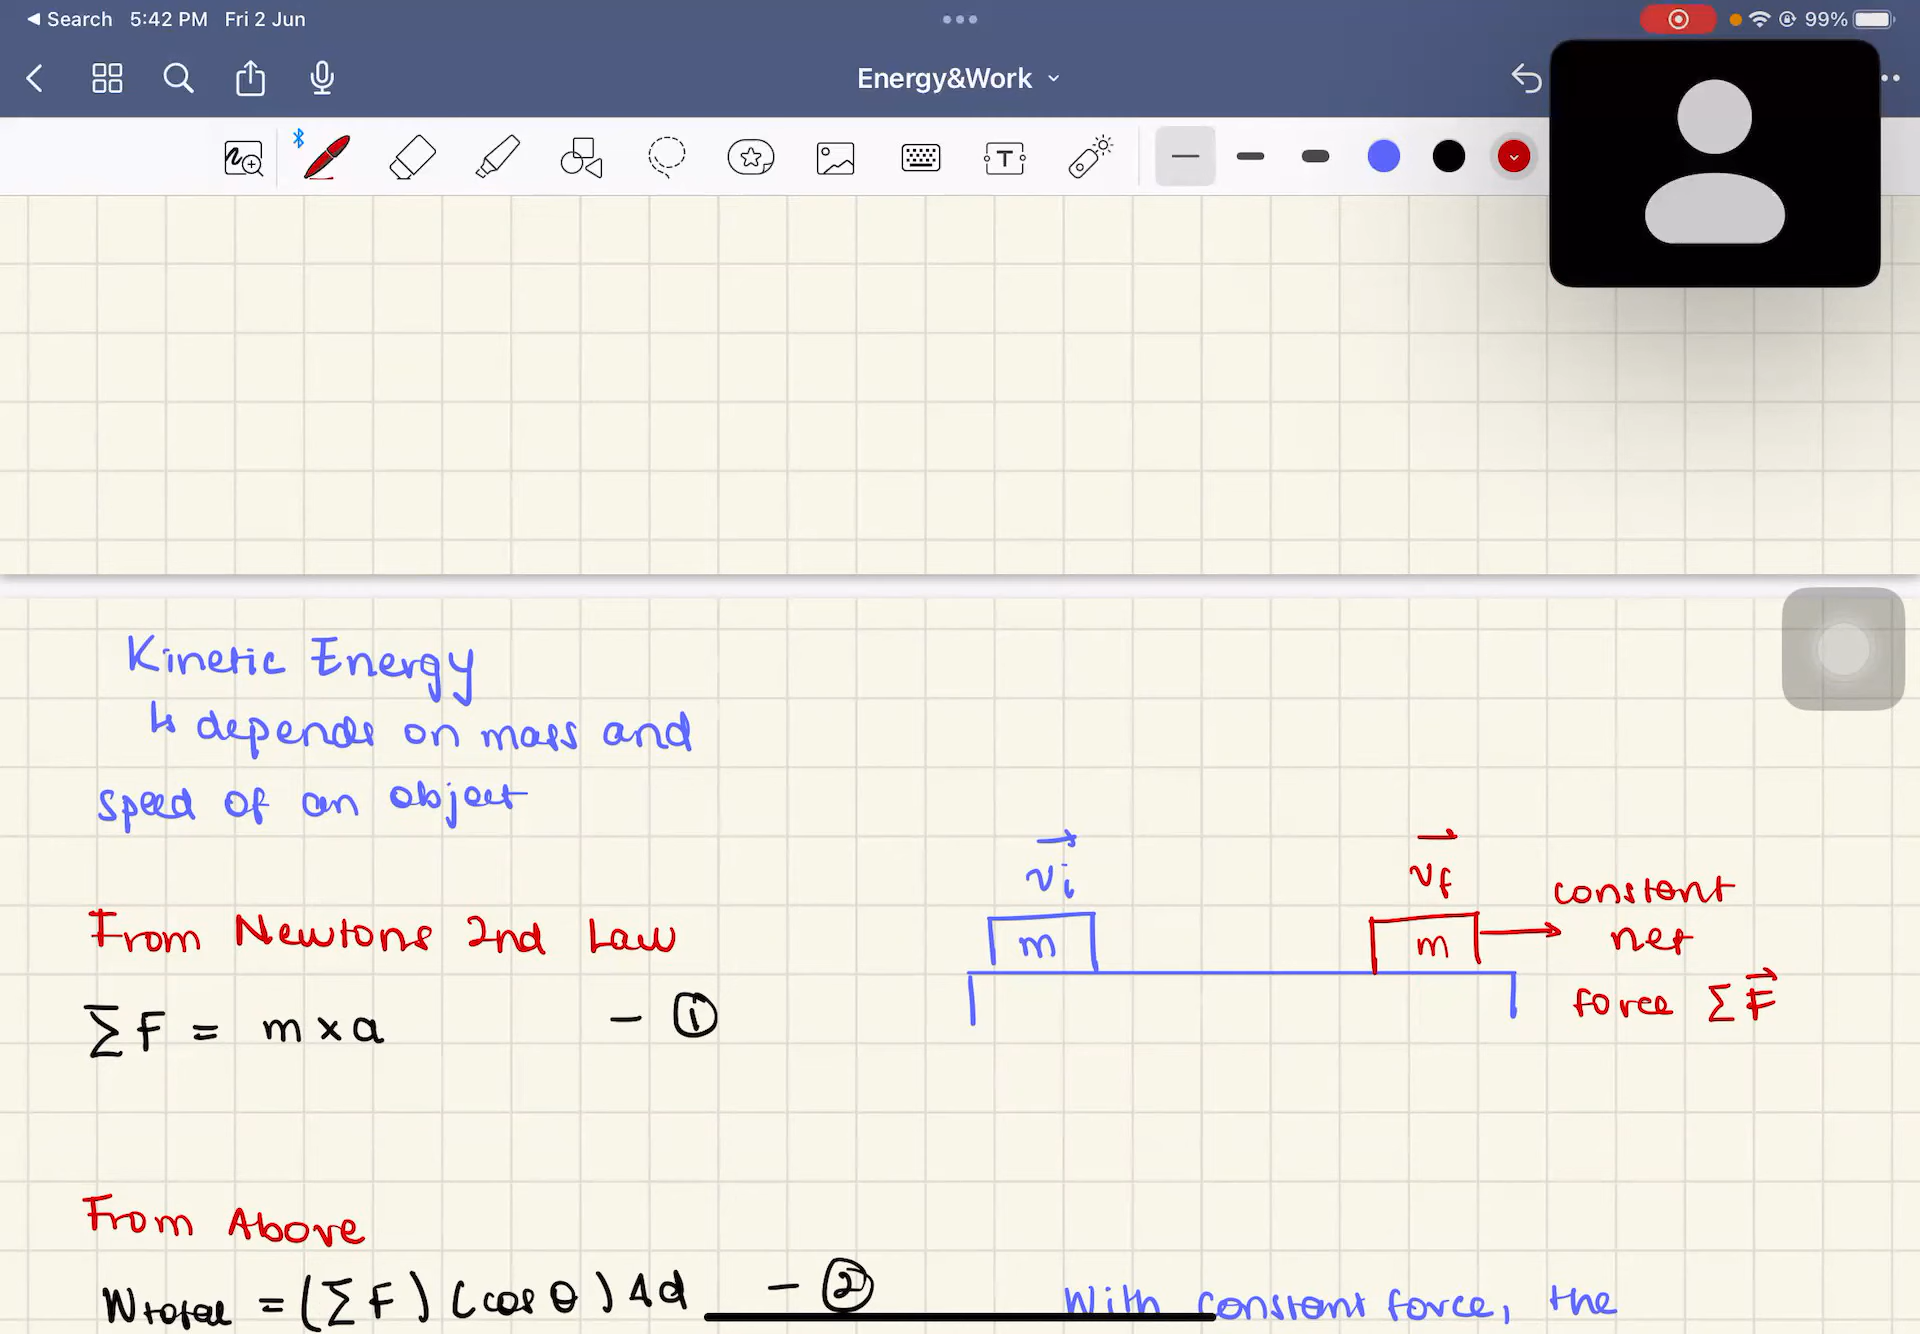 Search 5:42 PM Fri 2 Jun
99%
Energy&Work
T
Kinetic Energy
↳ depends on mass and
speed of an object
From Newtons 2nd Law
ΣF = m × a - ①
vᵢ
m
v_f
m
constant
net
force ΣF
From Above
Wtotal = (ΣF) (cos θ) Δd - ②
With constant force, the